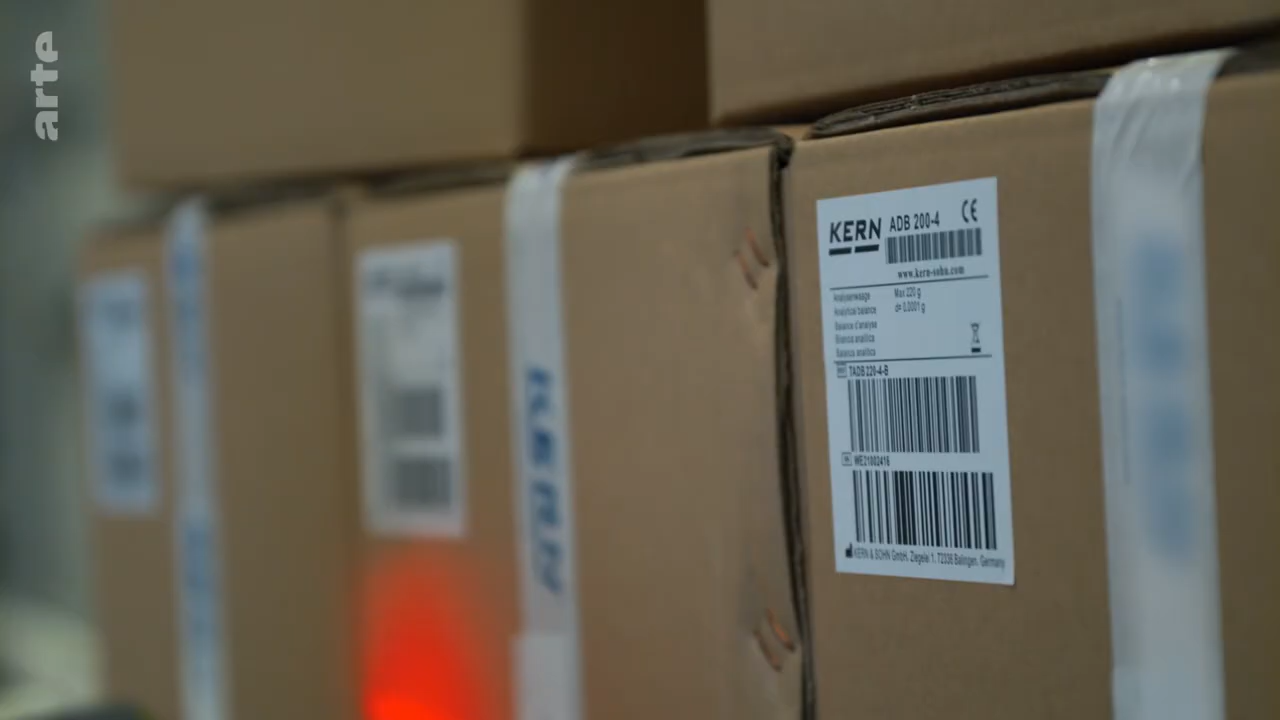 arte
KERN ADB 200-4
www.kern-sohn.com
Analysenwaage Max 220 g
Analytical balance d= 0,0001 g
Balance d'analyse
Bilancia analitica
Balanza analítica
TADB 220-4-B
WE21002416
KERN & SOHN GmbH, Ziegelei 1, 72336 Balingen, Germany
KERN